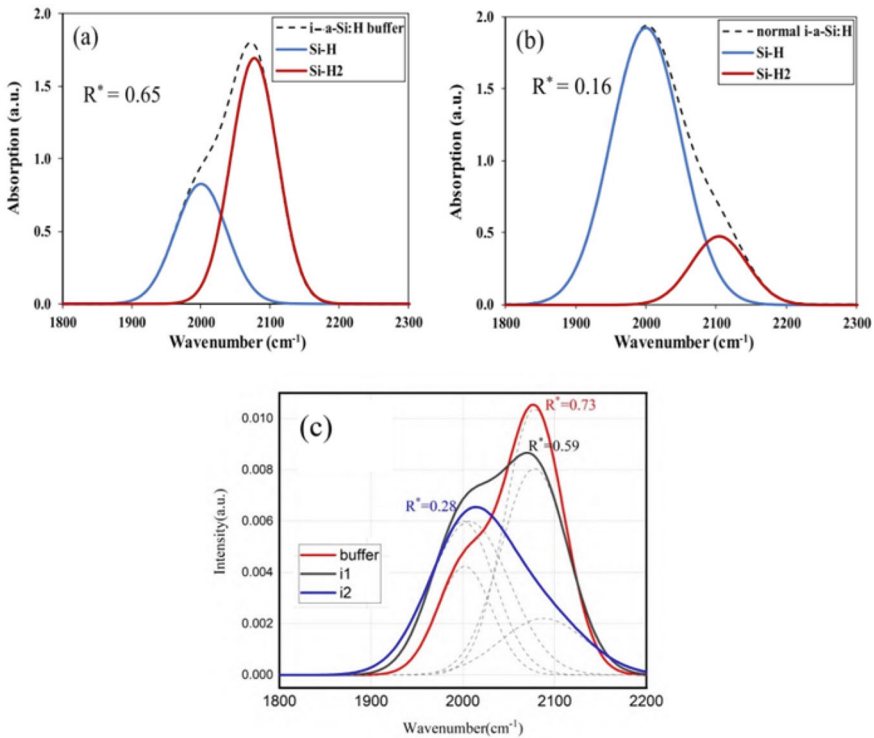 (a)
i--a-Si:H buffer
Si-H
Si-H2
R* = 0.65
Absorption (a.u.)
2.0
1.5
1.0
0.5
0.0
1800 1900 2000 2100 2200 2300
Wavenumber (cm-1)
(b)
normal i-a-Si:H
Si-H
Si-H2
R* = 0.16
Absorption (a.u.)
2.0
1.5
1.0
0.5
0.0
1800 1900 2000 2100 2200 2300
Wavenumber (cm-1)
(c)
R*=0.73
R*=0.59
R*=0.28
buffer
i1
i2
Intensity(a.u.)
0.010
0.008
0.006
0.004
0.002
0.000
1800 1900 2000 2100 2200
Wavenumber(cm-1)